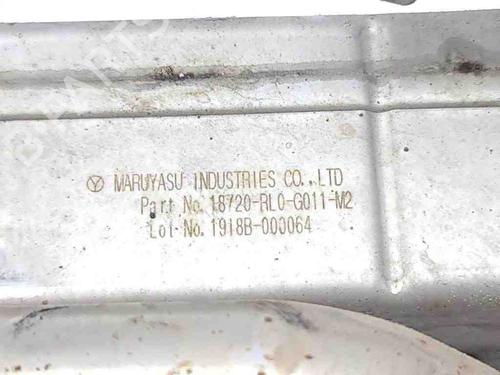 MARUYASU INDUSTRIES CO.,LTD
Part No. 18720-RL0-G011-M2
Lot No. 1918B-000064